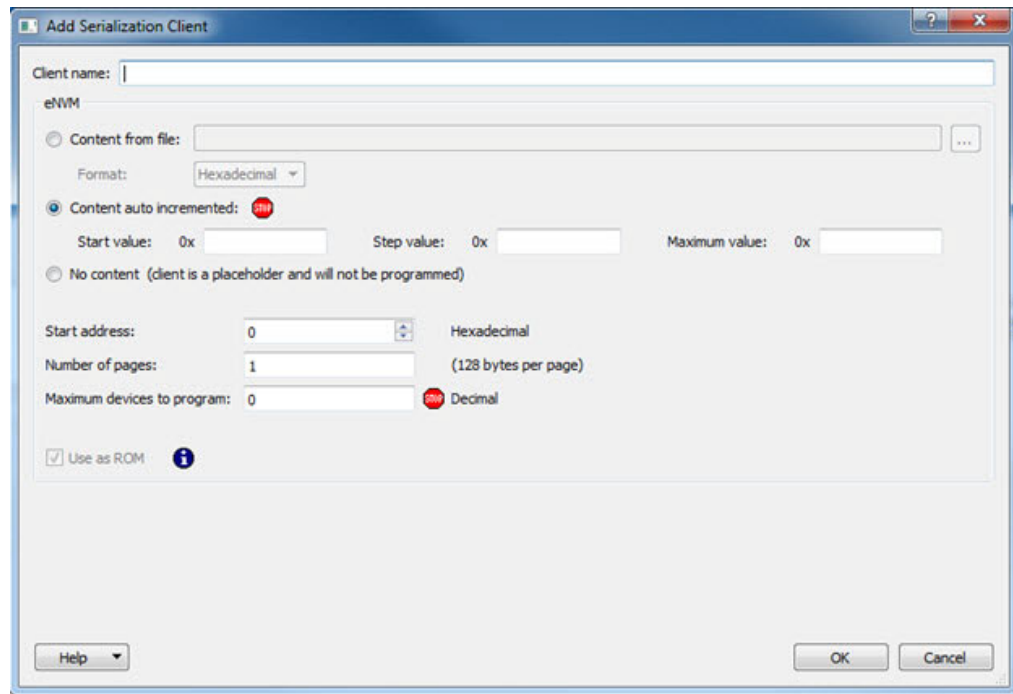 Add Serialization Client
Client name:
eNVM
Content from file: ...
Format: Hexadecimal
Content auto incremented: STOP
Start value: 0x Step value: 0x Maximum value: 0x
No content (client is a placeholder and will not be programmed)
Start address: 0 Hexadecimal
Number of pages: 1 (128 bytes per page)
Maximum devices to program: 0 STOP Decimal
Use as ROM i
Help OK Cancel